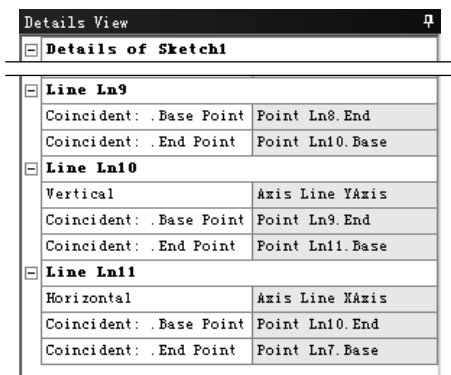 Details View
Details of Sketch1
Line Ln9
Coincident: .Base Point Point Ln8.End
Coincident: .End Point Point Ln10.Base
Line Ln10
Vertical Axis Line YAxis
Coincident: .Base Point Point Ln9.End
Coincident: .End Point Point Ln11.Base
Line Ln11
Horizontal Axis Line XAxis
Coincident: .Base Point Point Ln10.End
Coincident: .End Point Point Ln7.Base